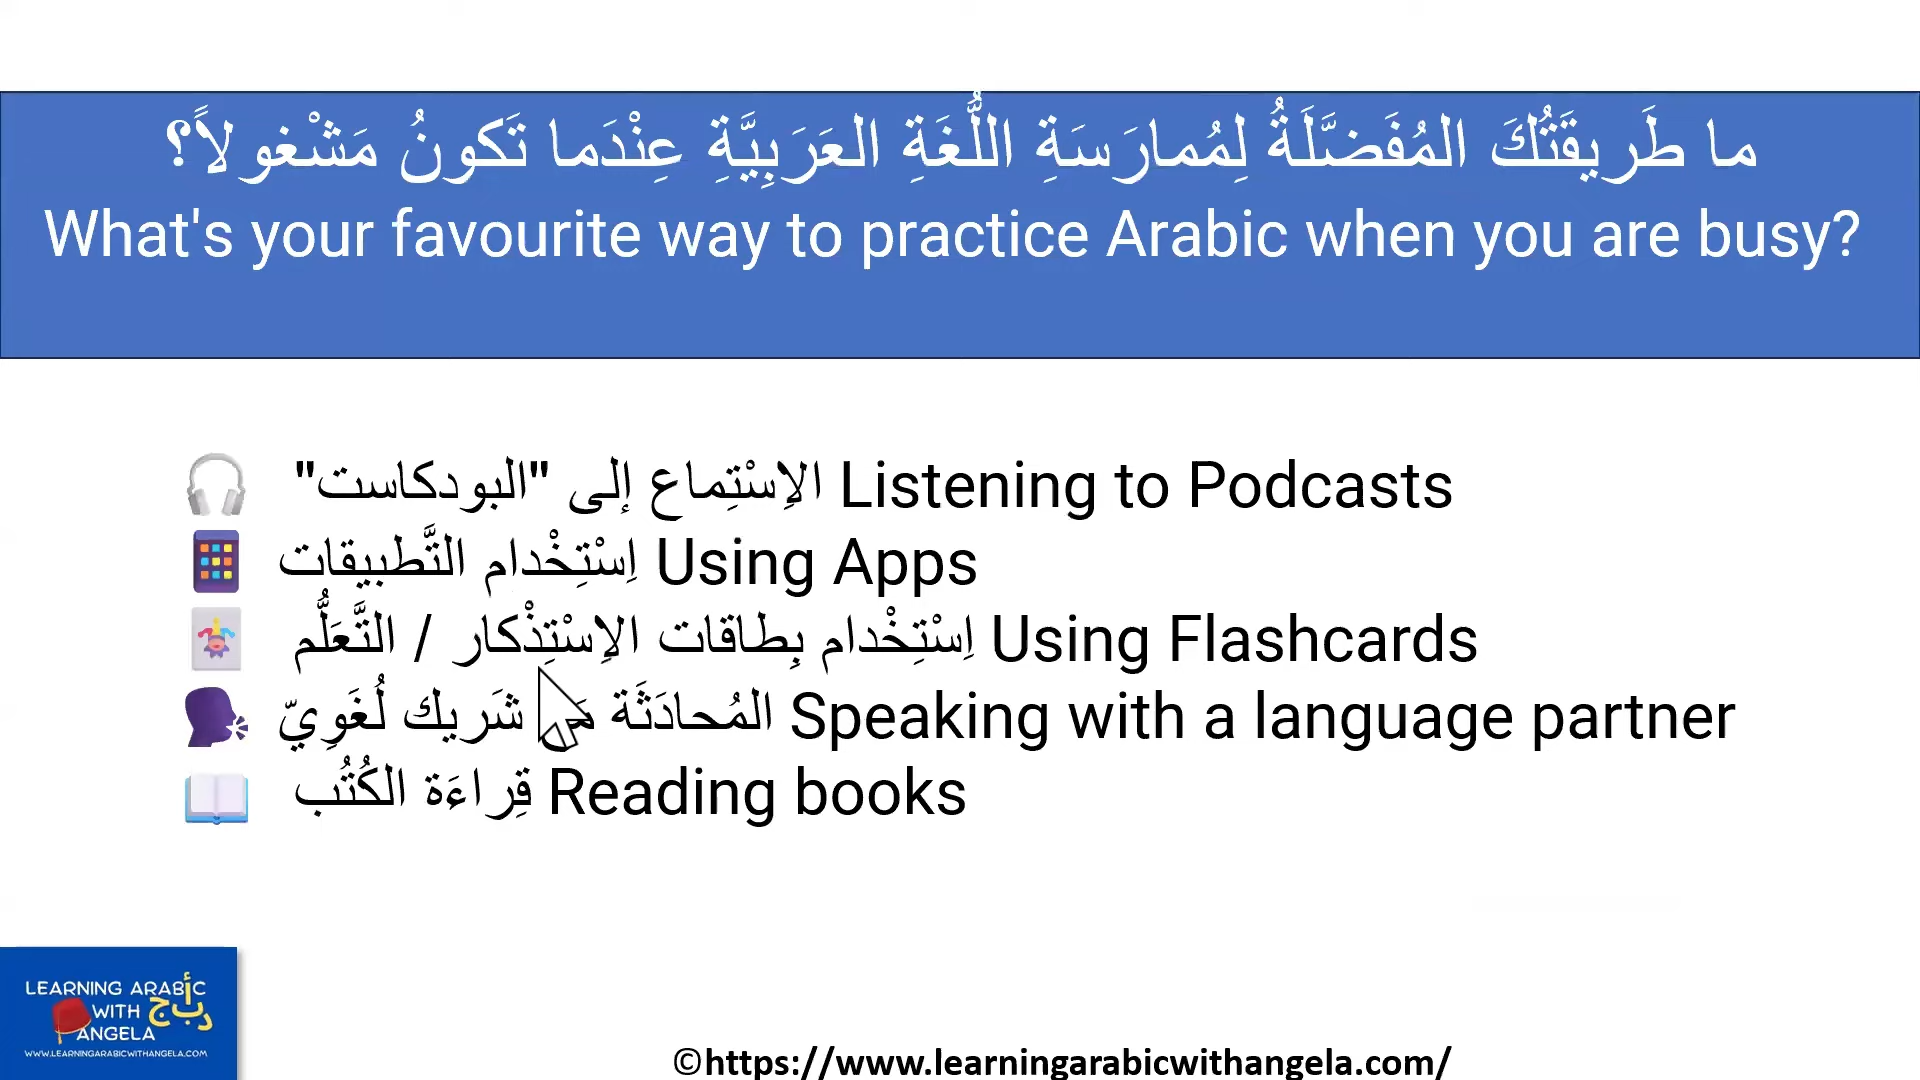 ما طَريقَتُكَ المُفَضَّلَةُ لِمُمارَسَةِ اللُّغَةِ العَرَبِيَّةِ عِنْدَما تَكونُ مَشْغولاً؟
What's your favourite way to practice Arabic when you are busy?
الاِسْتِماع إلى "البودكاست" Listening to Podcasts
اِسْتِخْدام التَّطبيقات Using Apps
اِسْتِخْدام بِطاقات الاِسْتِذْكار / التَّعَلُّم Using Flashcards
المُحادَثَة شَريك لُغَوِيّ Speaking with a language partner
قِراءَة الكُتُب Reading books
LEARNING ARABIC
WITH
ANGELA
WWW.LEARNINGARABICWITHANGELA.COM
©https://www.learningarabicwithangela.com/